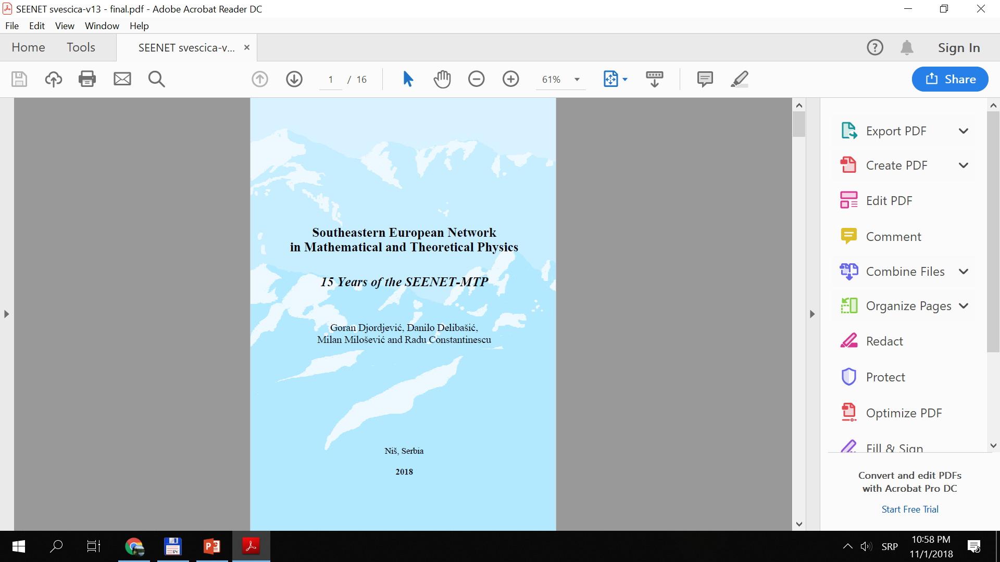 SEENET svescica-v13 - final.pdf - Adobe Acrobat Reader DC
File Edit View Window Help
Home Tools SEENET svescica-v... × Sign In
1 / 16 61% Share
Southeastern European Network
in Mathematical and Theoretical Physics
15 Years of the SEENET-MTP
Goran Djordjević, Danilo Delibašić,
Milan Milošević and Radu Constantinescu
Niš, Serbia
2018
Export PDF
Create PDF
Edit PDF
Comment
Combine Files
Organize Pages
Redact
Protect
Optimize PDF
Fill & Sign
Convert and edit PDFs
with Acrobat Pro DC
Start Free Trial
SRP
10:58 PM
11/1/2018